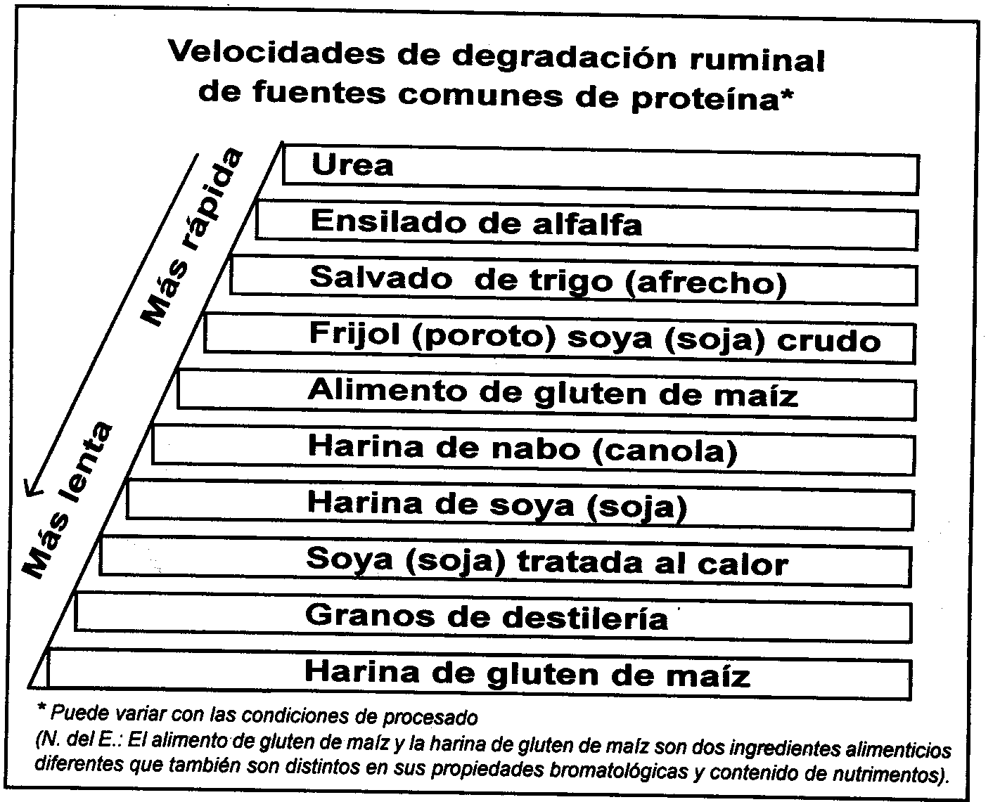 Velocidades de degradación ruminal
de fuentes comunes de proteína*
Más rápida
Más lenta
Urea
Ensilado de alfalfa
Salvado de trigo (afrecho)
Frijol (poroto) soya (soja) crudo
Alimento de gluten de maíz
Harina de nabo (canola)
Harina de soya (soja)
Soya (soja) tratada al calor
Granos de destilería
Harina de gluten de maíz
* Puede variar con las condiciones de procesado
(N. del E.: El alimento de gluten de maíz y la harina de gluten de maíz son dos ingredientes alimenticios
diferentes que también son distintos en sus propiedades bromatológicas y contenido de nutrimentos).